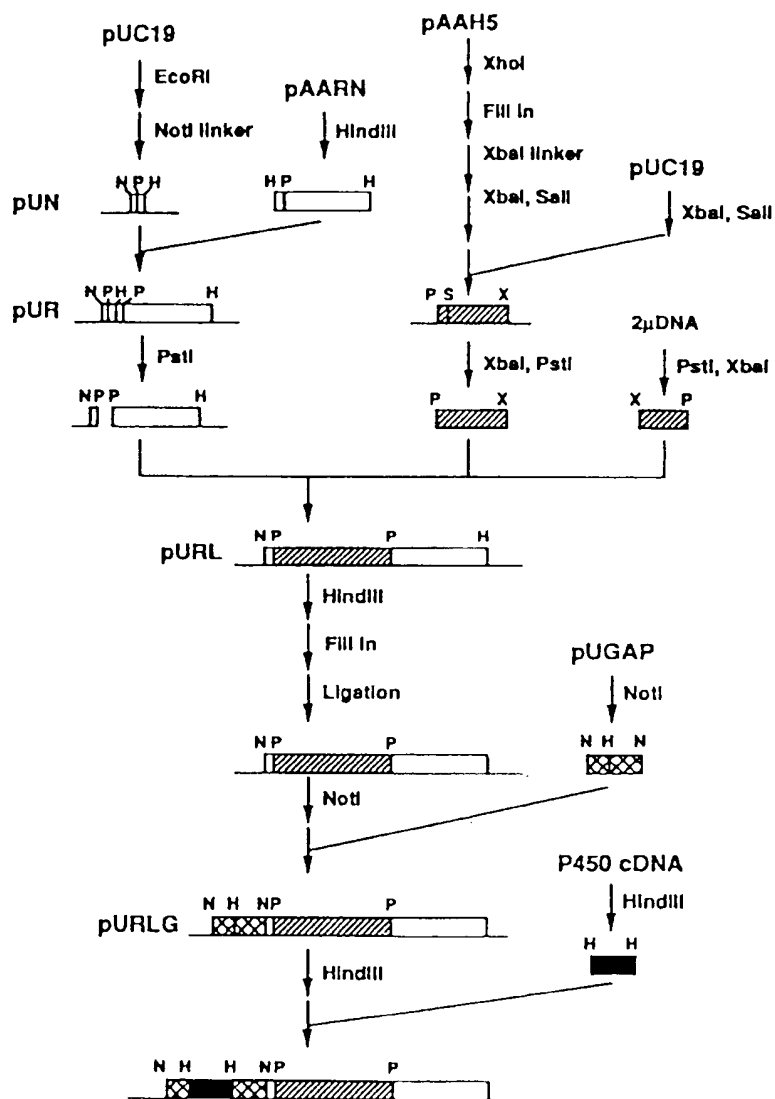 pUC19
pAAH5
EcoRI
XhoI
pAARN
NotI linker
HindIII
Fill In
XbaI linker
pUC19
N P H
H P H
XbaI, SalI
XbaI, SalI
pUN
N P H P H
P S X
pUR
2μDNA
PstI
XbaI, PstI
PstI, XbaI
N P P H
P X
X P
N P P H
pURL
HindIII
Fill In
pUGAP
Ligation
NotI
N P P
N H N
NotI
P450 cDNA
N H N P P
HindIII
pURLG
H H
HindIII
N H H N P P